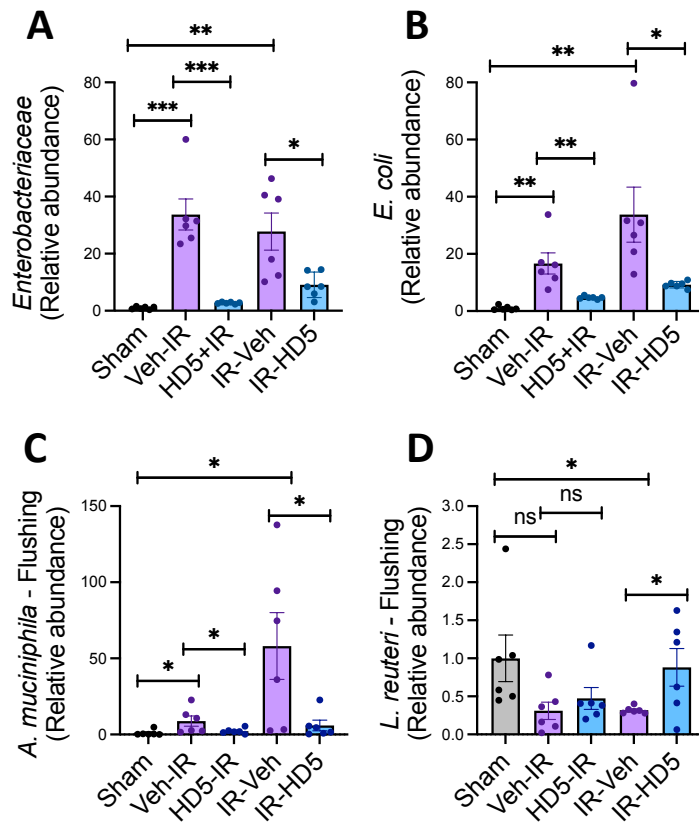 A
**
***
***
*
Enterobacteriaceae
(Relative abundance)
80
60
40
20
0
Sham
Veh-IR
HD5+IR
IR-Veh
IR-HD5
B
**
*
**
**
E. coli
(Relative abundance)
80
60
40
20
0
Sham
Veh-IR
HD5+IR
IR-Veh
IR-HD5
C
*
*
*
*
A. muciniphila - Flushing
(Relative abundance)
150
100
50
0
Sham
Veh-IR
HD5-IR
IR-Veh
IR-HD5
D
*
ns
ns
*
L. reuteri - Flushing
(Relative abundance)
3.0
2.5
2.0
1.5
1.0
0.5
0.0
Sham
Veh-IR
HD5-IR
IR-Veh
IR-HD5